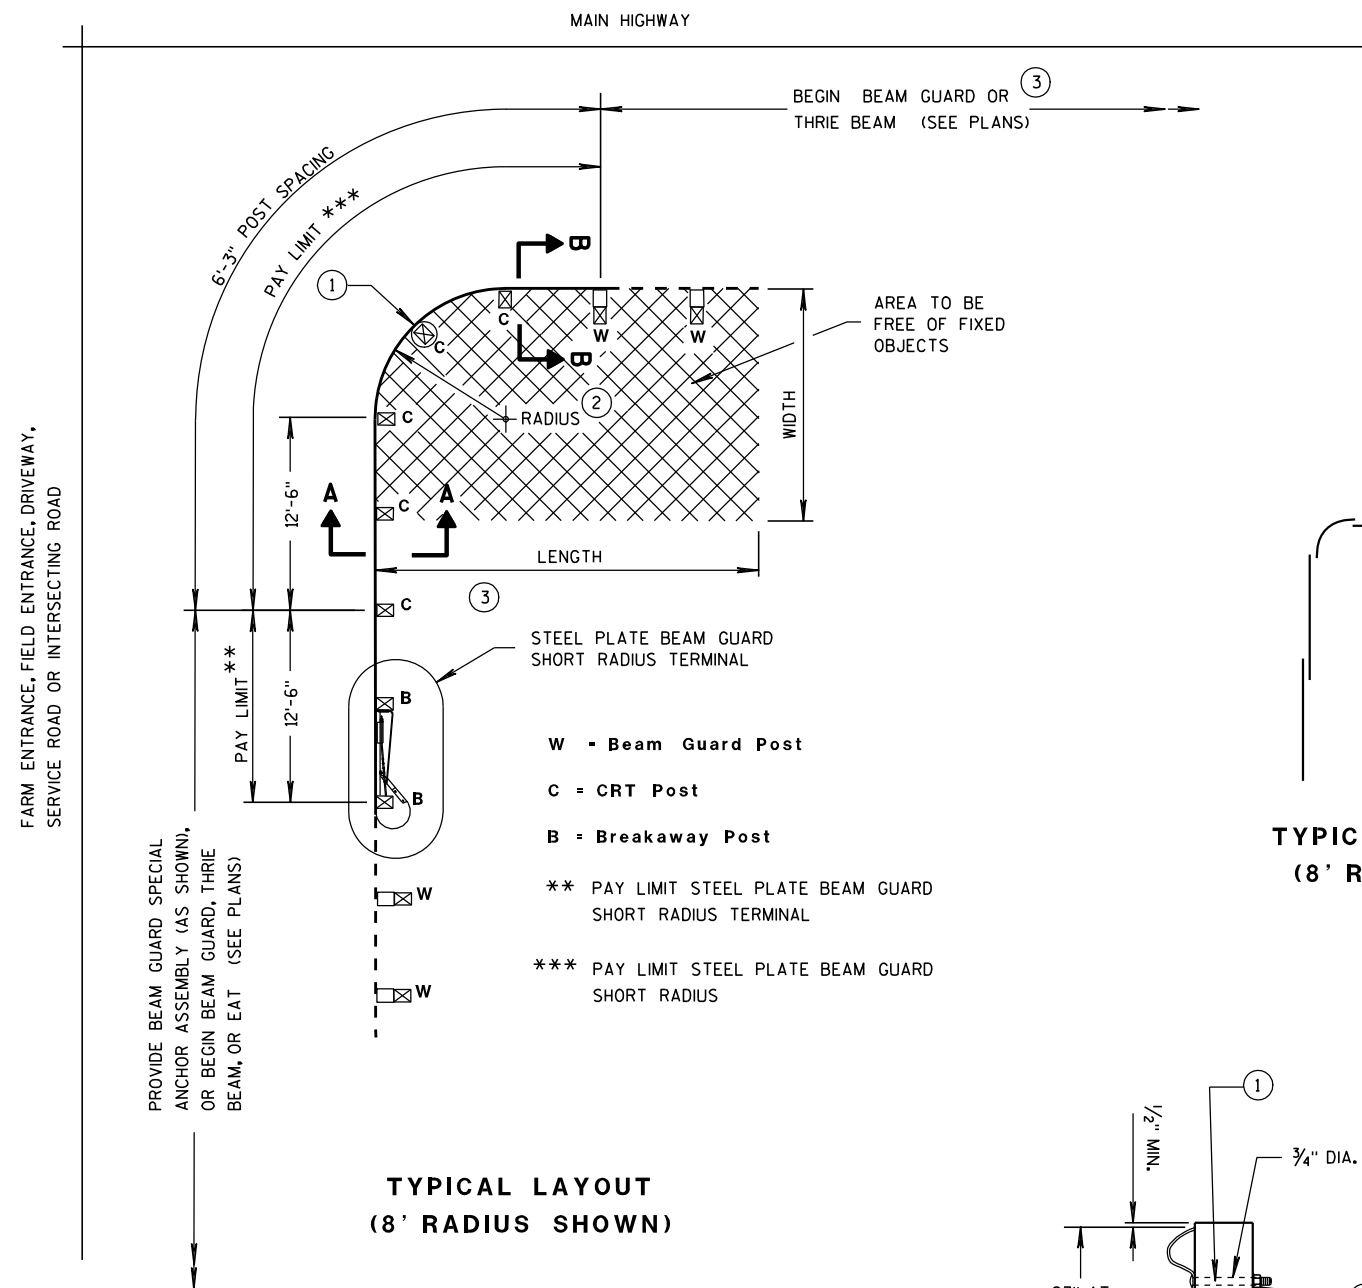 MAIN HIGHWAY
BEGIN BEAM GUARD OR
THRIE BEAM (SEE PLANS)
3
6'-3" POST SPACING
PAY LIMIT ***
1
B
B
C
W
W
C
AREA TO BE
FREE OF FIXED
OBJECTS
2
RADIUS
WIDTH
C
12'-6"
A
A
C
LENGTH
FARM ENTRANCE, FIELD ENTRANCE, DRIVEWAY,
SERVICE ROAD OR INTERSECTING ROAD
C
3
STEEL PLATE BEAM GUARD
SHORT RADIUS TERMINAL
PAY LIMIT **
12'-6"
B
B
W - Beam Guard Post
C = CRT Post
B = Breakaway Post
** PAY LIMIT STEEL PLATE BEAM GUARD
SHORT RADIUS TERMINAL
*** PAY LIMIT STEEL PLATE BEAM GUARD
SHORT RADIUS
W
W
PROVIDE BEAM GUARD SPECIAL
ANCHOR ASSEMBLY (AS SHOWN),
OR BEGIN BEAM GUARD, THRIE
BEAM, OR EAT (SEE PLANS)
TYPICAL LAYOUT
(8' RADIUS SHOWN)
TYPIC
(8' R
1
1/2" MIN.
3/4" DIA.